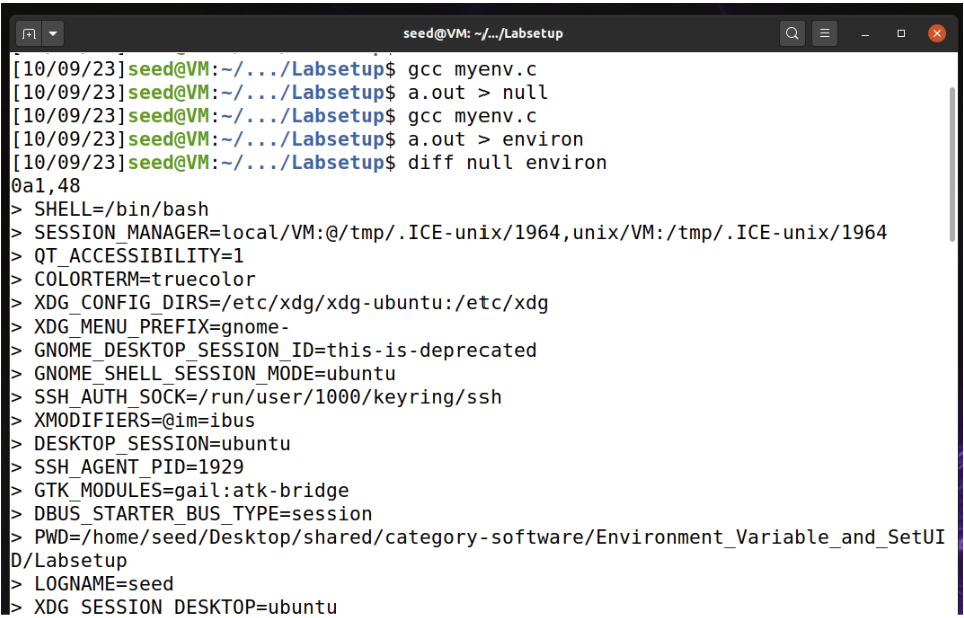 seed@VM: ~/.../Labsetup
[10/09/23]seed@VM:~/.../Labsetup$ gcc myenv.c
[10/09/23]seed@VM:~/.../Labsetup$ a.out > null
[10/09/23]seed@VM:~/.../Labsetup$ gcc myenv.c
[10/09/23]seed@VM:~/.../Labsetup$ a.out > environ
[10/09/23]seed@VM:~/.../Labsetup$ diff null environ
0a1,48
> SHELL=/bin/bash
> SESSION_MANAGER=local/VM:@/tmp/.ICE-unix/1964,unix/VM:/tmp/.ICE-unix/1964
> QT_ACCESSIBILITY=1
> COLORTERM=truecolor
> XDG_CONFIG_DIRS=/etc/xdg/xdg-ubuntu:/etc/xdg
> XDG_MENU_PREFIX=gnome-
> GNOME_DESKTOP_SESSION_ID=this-is-deprecated
> GNOME_SHELL_SESSION_MODE=ubuntu
> SSH_AUTH_SOCK=/run/user/1000/keyring/ssh
> XMODIFIERS=@im=ibus
> DESKTOP_SESSION=ubuntu
> SSH_AGENT_PID=1929
> GTK_MODULES=gail:atk-bridge
> DBUS_STARTER_BUS_TYPE=session
> PWD=/home/seed/Desktop/shared/category-software/Environment_Variable_and_SetUI
D/Labsetup
> LOGNAME=seed
> XDG_SESSION_DESKTOP=ubuntu